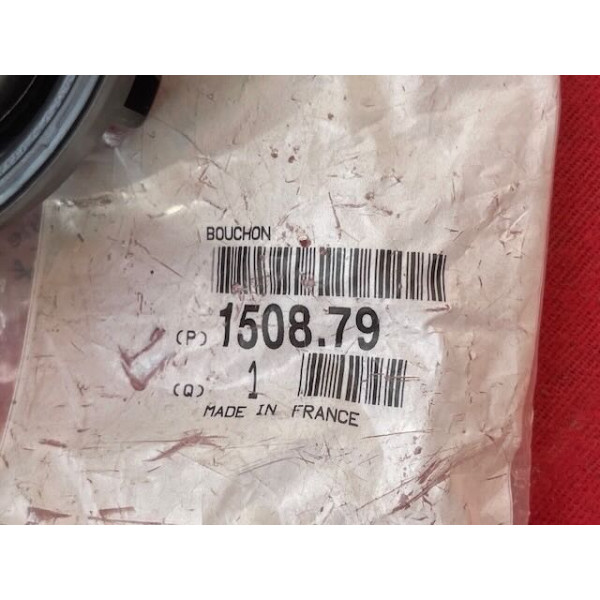 BOUCHON
(P) 1508.79
(Q) 1
MADE IN FRANCE